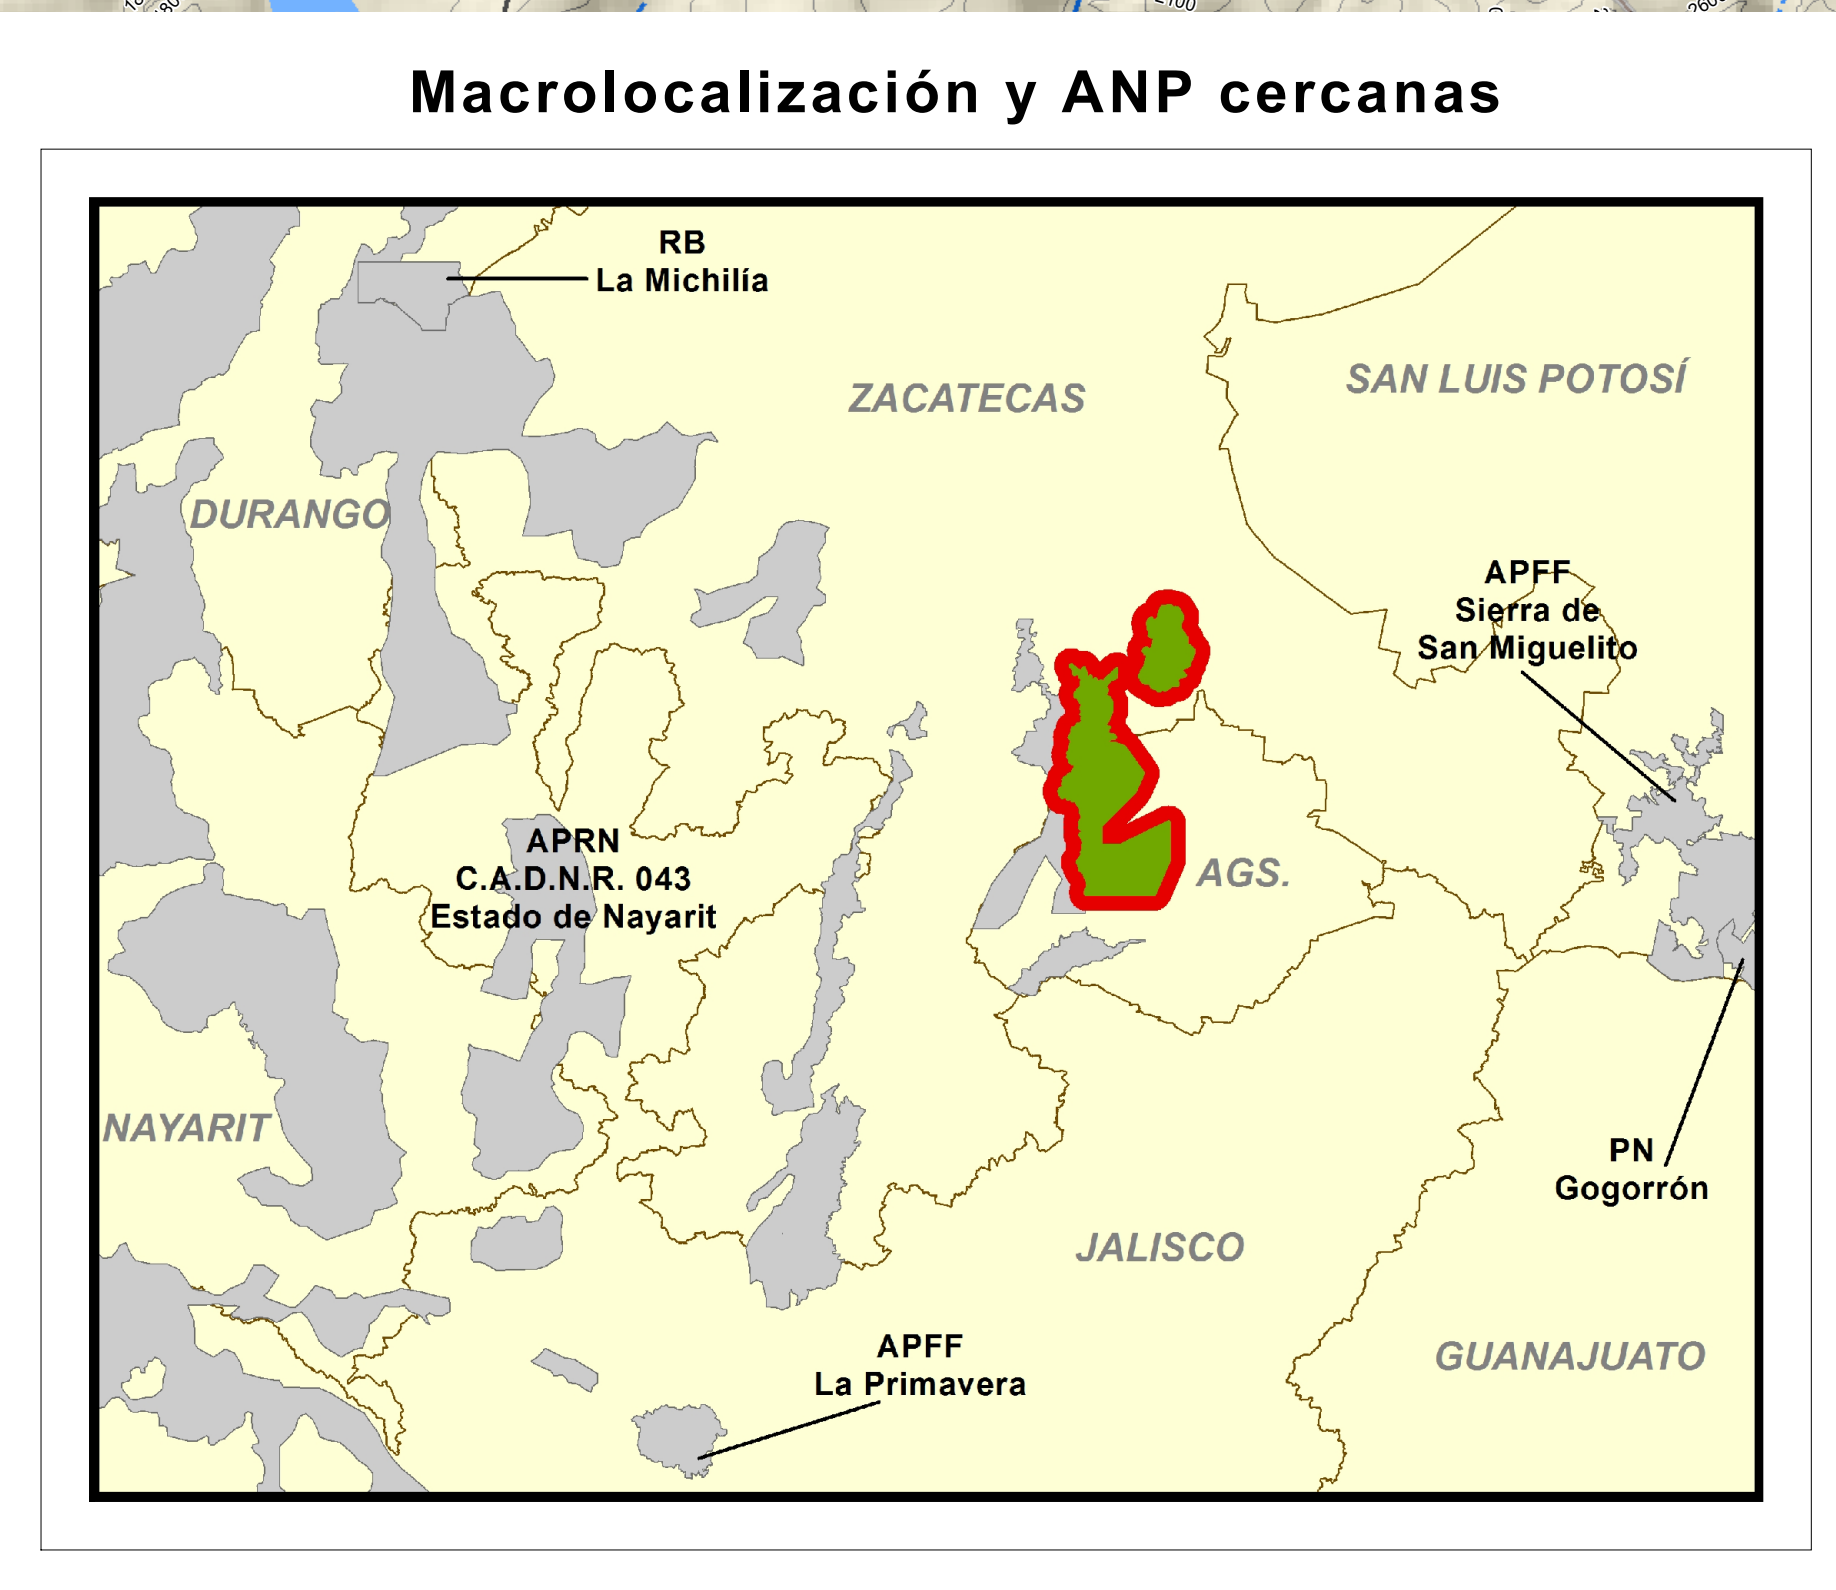 2100
Macrolocalización y ANP cercanas
RB
La Michilía
ZACATECAS
SAN LUIS POTOSÍ
DURANGO
APFF
Sierra de
San Miguelito
APRN
C.A.D.N.R. 043
Estado de Nayarit
AGS.
NAYARIT
PN
Gogorrón
JALISCO
APFF
La Primavera
GUANAJUATO